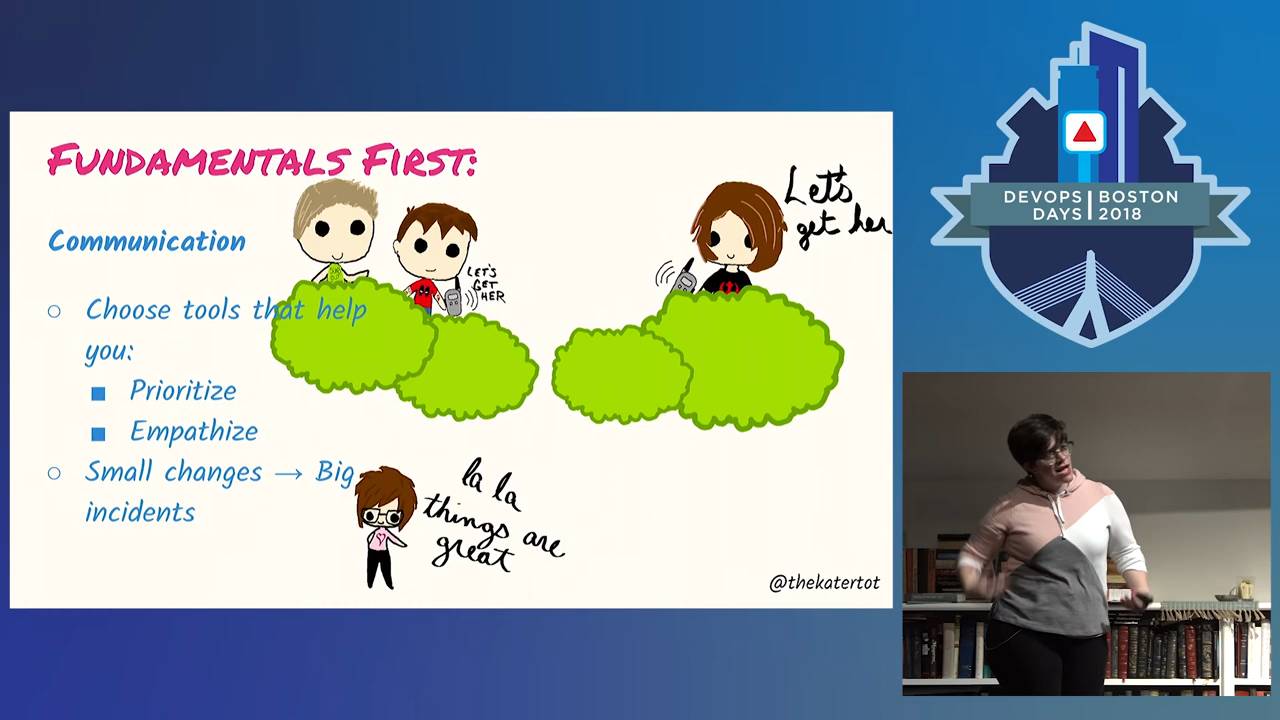 FUNDAMENTALS FIRST:
Communication
○ Choose tools that help
you:
■ Prioritize
■ Empathize
○ Small changes → Big
incidents
LET'S
GET
HER
Let's
get her
la la
things are
great
@thekatertot
DEVOPS | BOSTON
DAYS | 2018